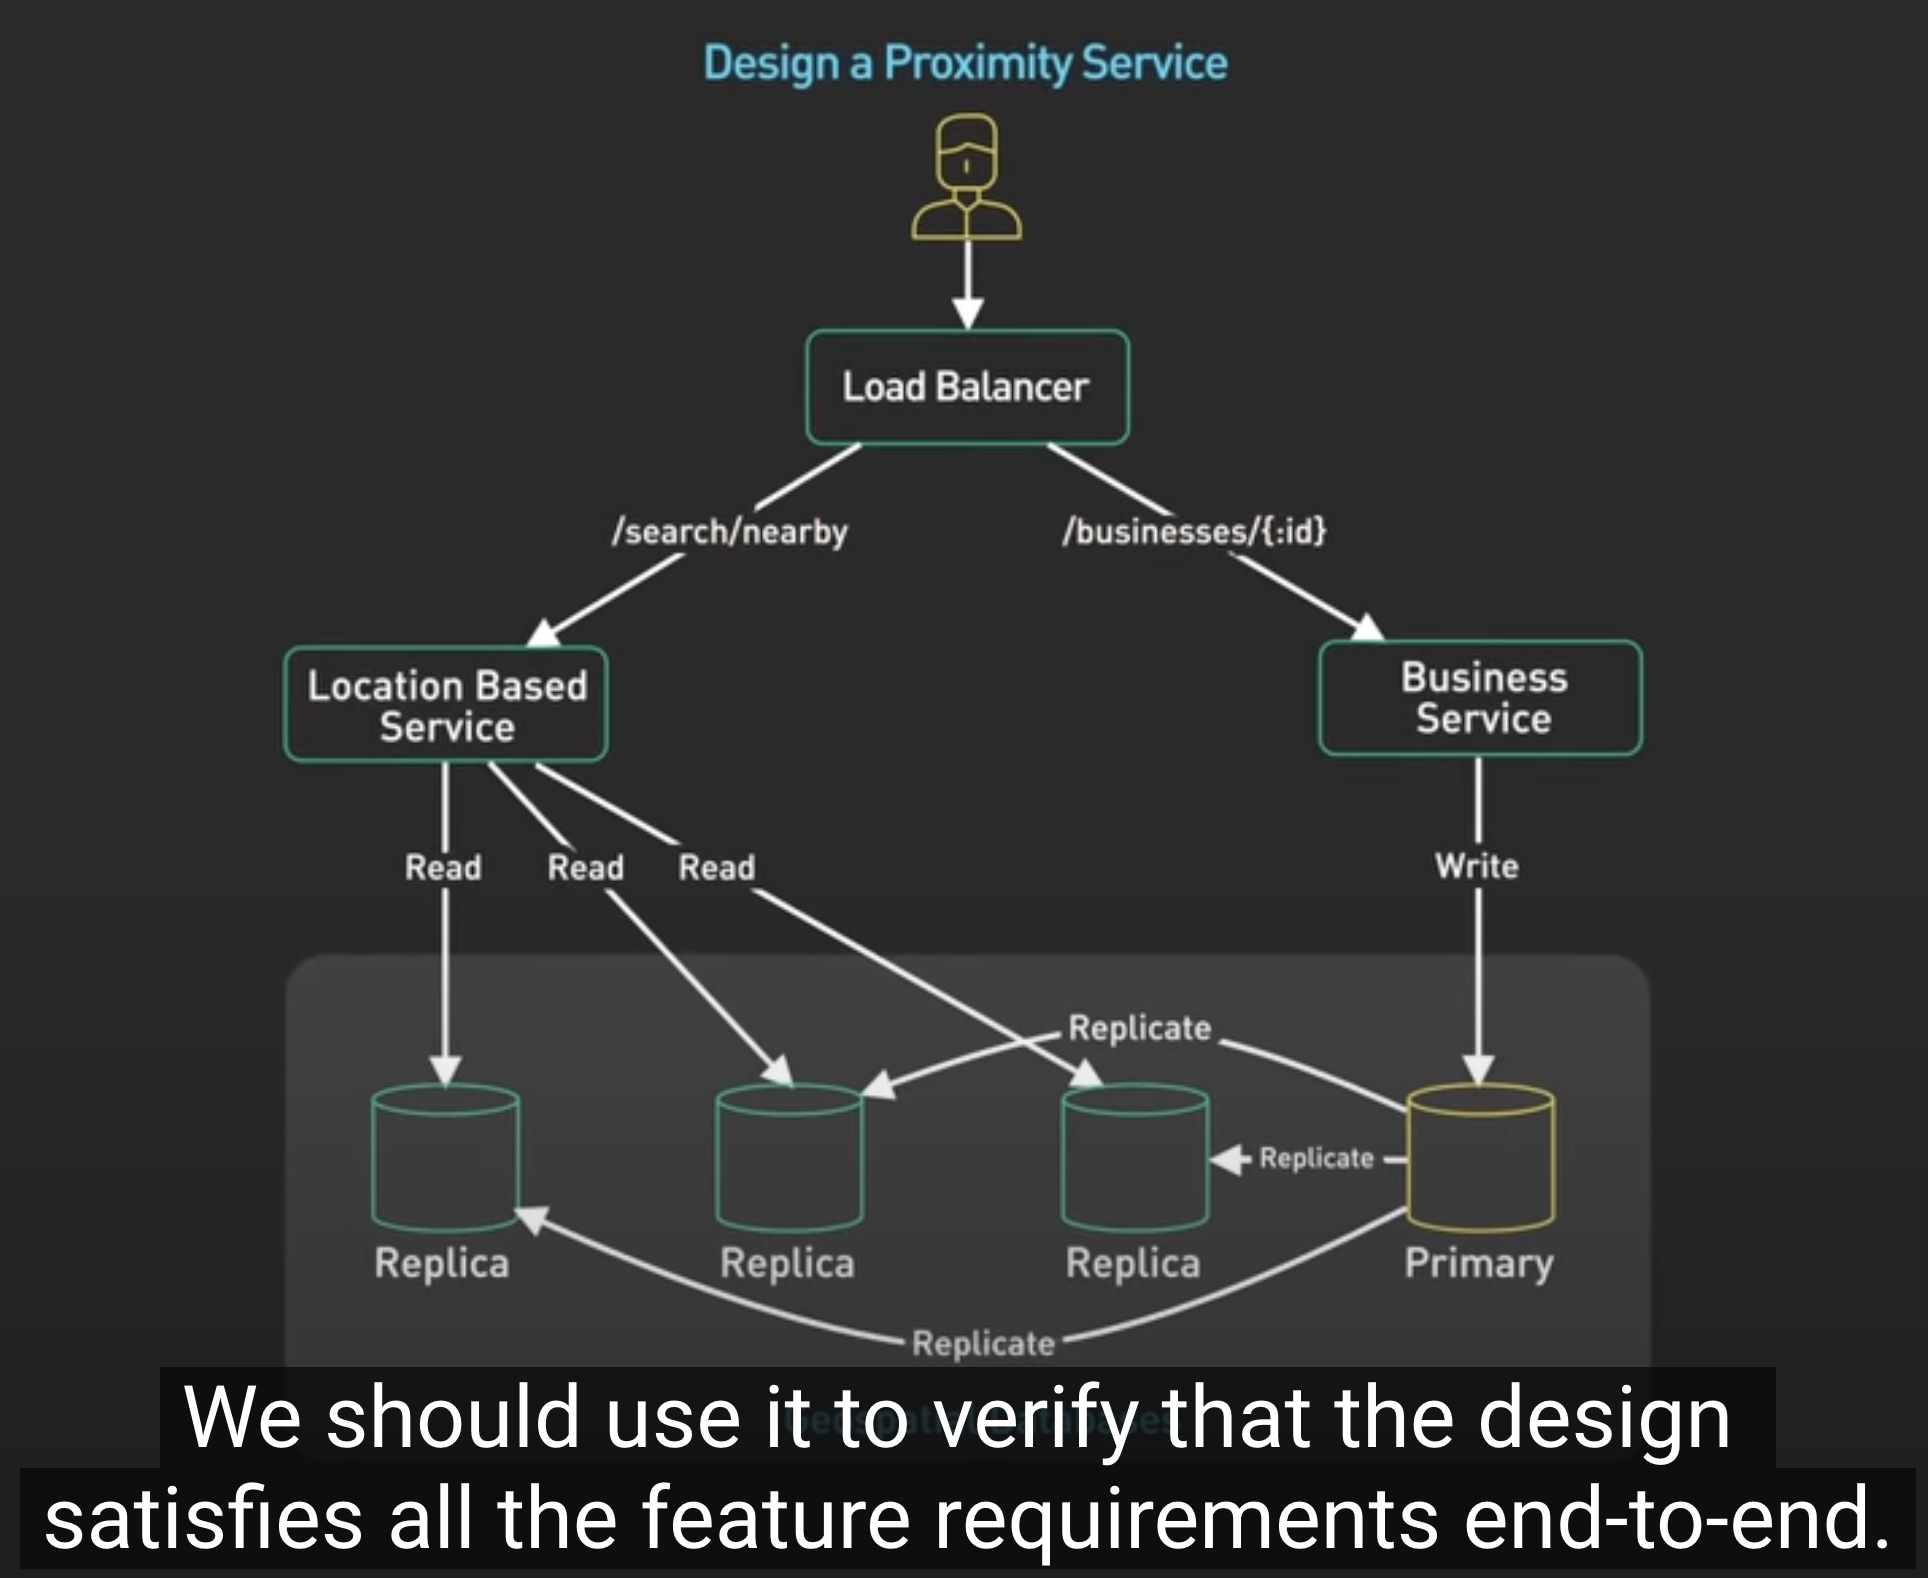 Design a Proximity Service
Load Balancer
/search/nearby
/businesses/{:id}
Location Based
Service
Business
Service
Read
Read
Read
Write
Replicate
Replicate
Replica
Replica
Replica
Primary
Replicate
We should use it to verify that the design
satisfies all the feature requirements end-to-end.